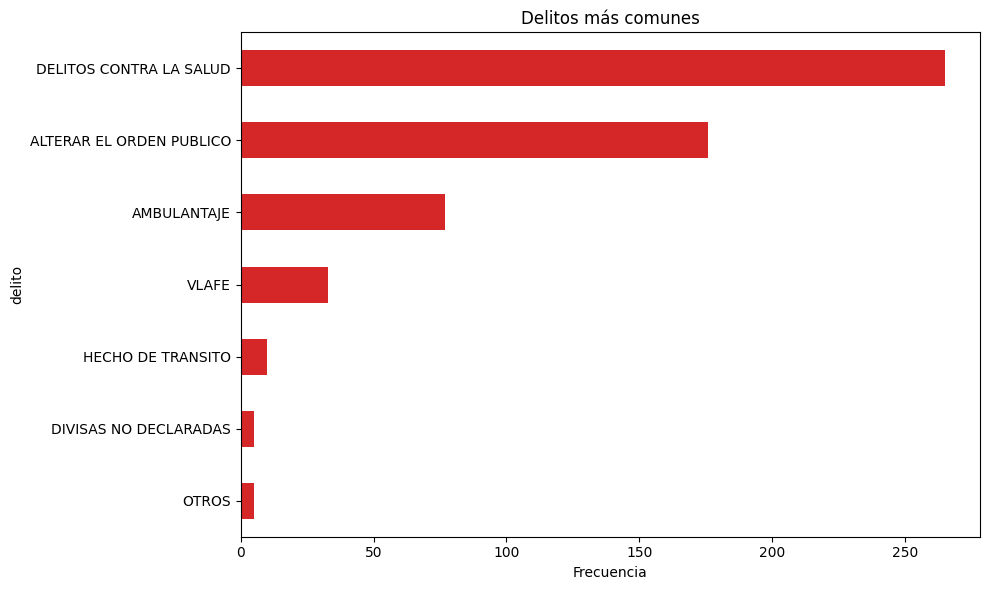 Delitos más comunes
DELITOS CONTRA LA SALUD
ALTERAR EL ORDEN PUBLICO
AMBULANTAJE
VLAFE
HECHO DE TRANSITO
DIVISAS NO DECLARADAS
OTROS
delito
0 50 100 150 200 250
Frecuencia